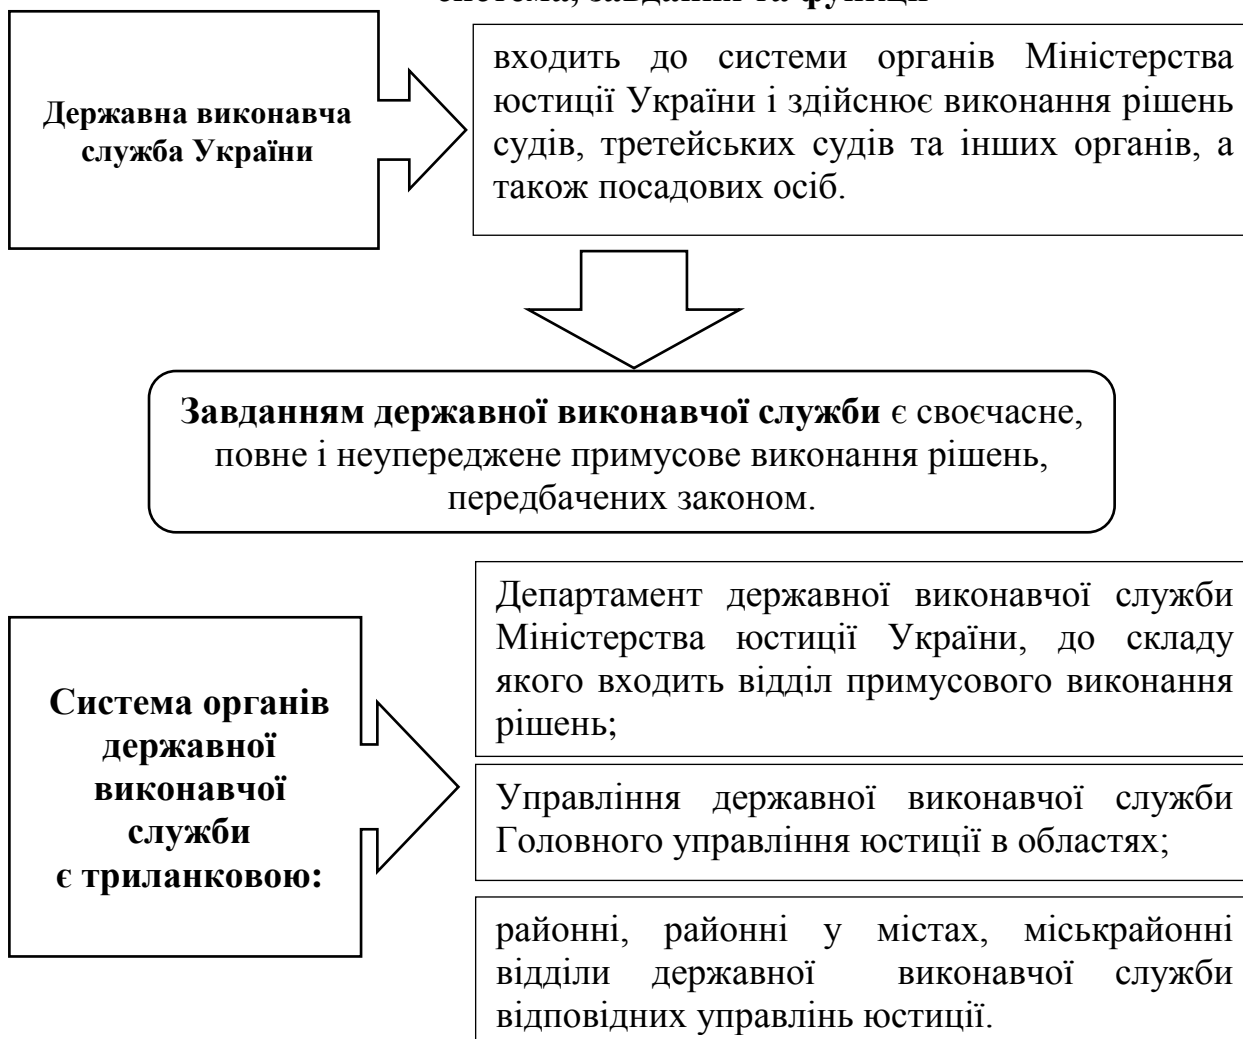 система, завдання та функції
Державна виконавча
служба України
входить до системи органів Міністерства
юстиції України і здійснює виконання рішень
судів, третейських судів та інших органів, а
також посадових осіб.
Завданням державної виконавчої служби є своєчасне,
повне і неупереджене примусове виконання рішень,
передбачених законом.
Система органів
державної
виконавчої
служби
є триланковою:
Департамент державної виконавчої служби
Міністерства юстиції України, до складу
якого входить відділ примусового виконання
рішень;
Управління державної виконавчої служби
Головного управління юстиції в областях;
районні, районні у містах, міськрайонні
відділи державної виконавчої служби
відповідних управлінь юстиції.